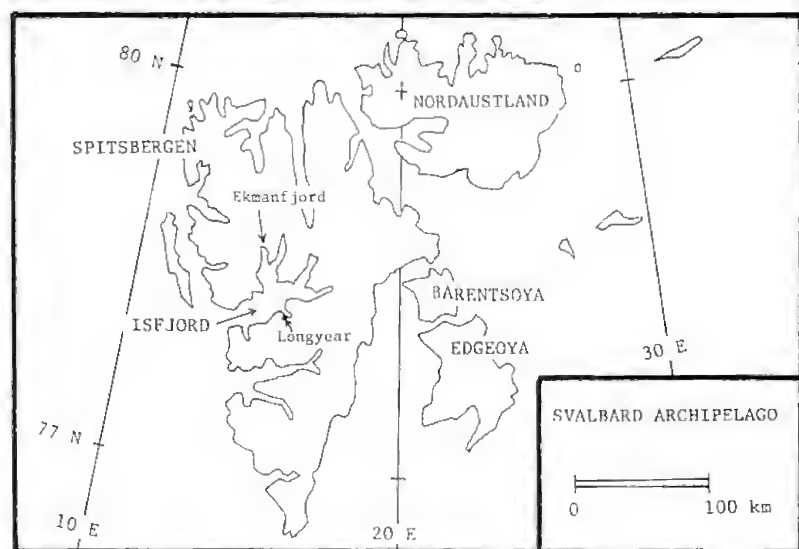 80 N
NORDAUSTLAND
SPITSBERGEN
Ekmanfjord
BARENTSOYA
ISFJORD
Longyear
EDGEOYA
30 E
SVALBARD ARCHIPELAGO
77 N
0 100 km
10 E
20 E